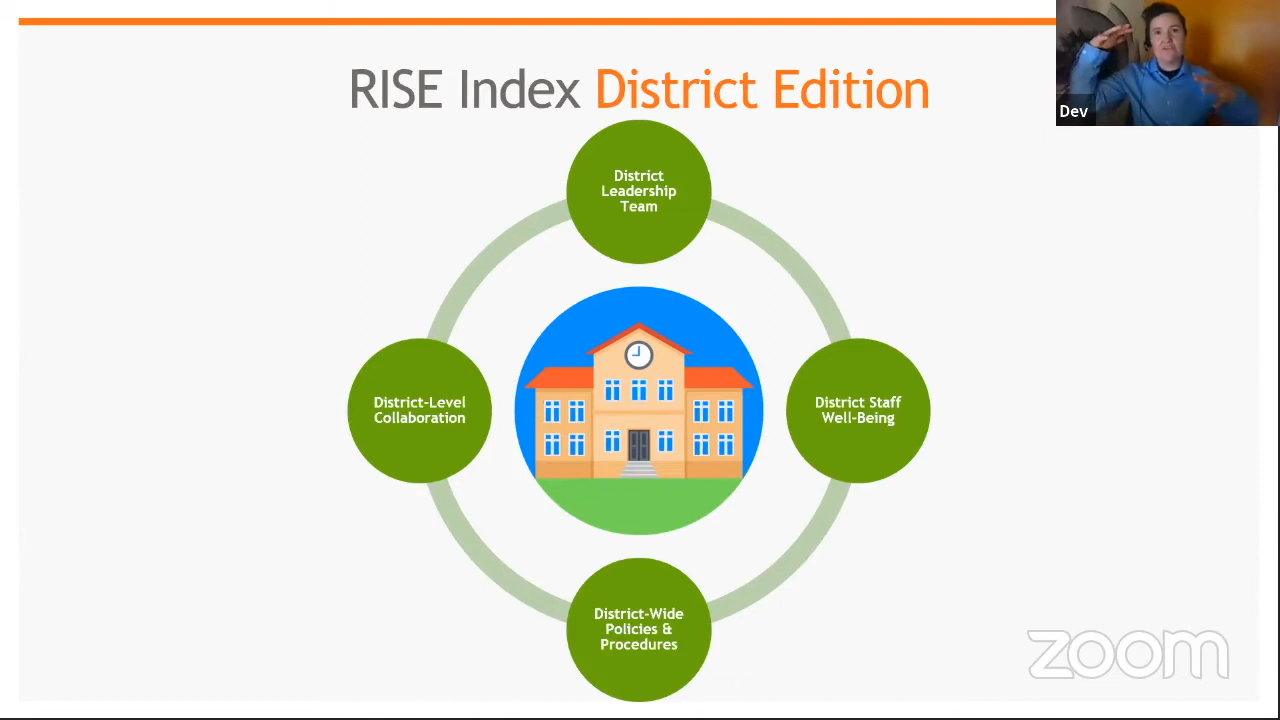 RISE Index District Edition
Dev
District
Leadership
Team
District-Level
Collaboration
District Staff
Well-Being
District-Wide
Policies &
Procedures
zoom